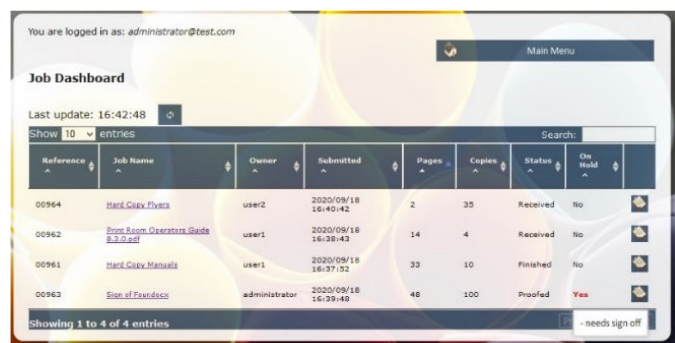 You are logged in as: administrator@test.com
Main Menu
Job Dashboard
Last update: 16:42:48
Show 10 entries Search:
Reference Job Name Owner Submitted Pages Copies Status On Hold
00964 Hard Copy Flyers user2 2020/09/18 16:40:42 2 35 Received No
00962 Print Room Operators Guide 8.3.0.pdf user1 2020/09/18 16:38:43 14 4 Received No
00961 Hard Copy Manuals user1 2020/09/18 16:37:52 33 10 Finished No
00963 Sign of Foundocx administrator 2020/09/18 16:39:48 48 100 Proofed Yes
Showing 1 to 4 of 4 entries
- needs sign off